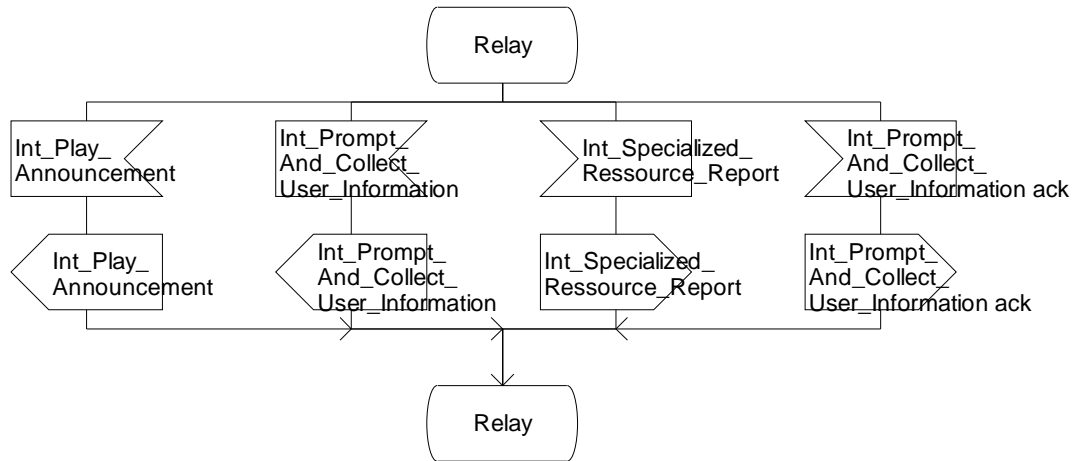 Relay
Int_Play_
Announcement
Int_Prompt_
And_Collect_
User_Information
Int_Specialized_
Ressource_Report
Int_Prompt_
And_Collect_
User_Information ack
Int_Play_
Announcement
Int_Prompt_
And_Collect_
User_Information
Int_Specialized_
Ressource_Report
Int_Prompt_
And_Collect_
User_Information ack
Relay